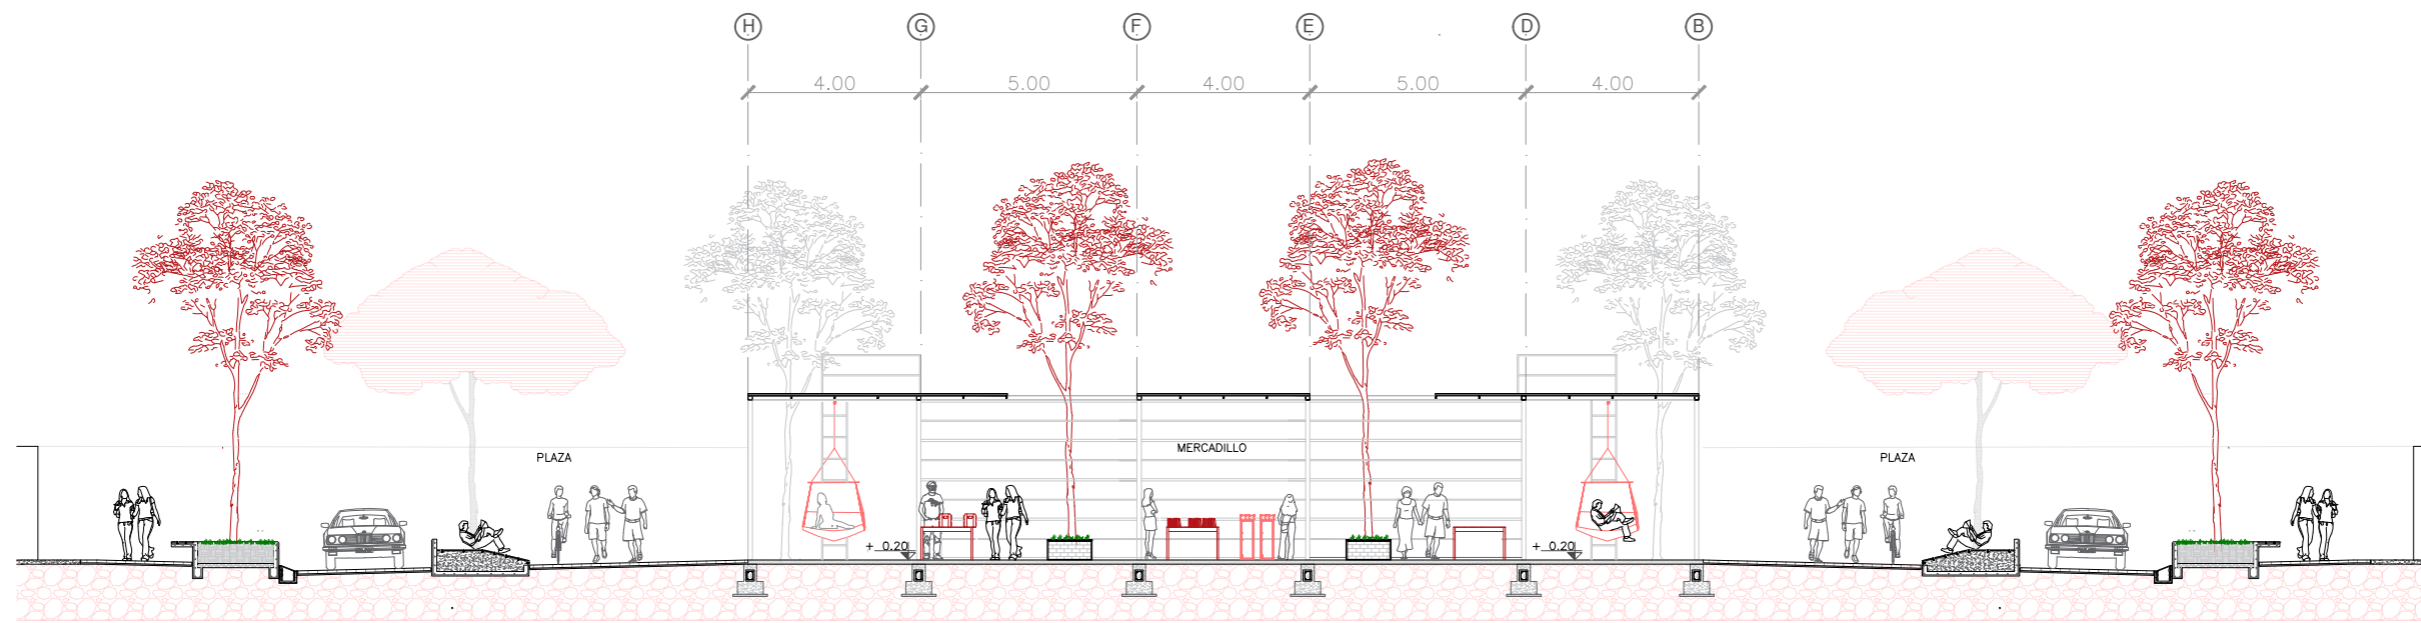 H G F E D B
4.00 5.00 4.00 5.00 4.00
MERCADILLO
PLAZA PLAZA
+ 0.20 + 0.20